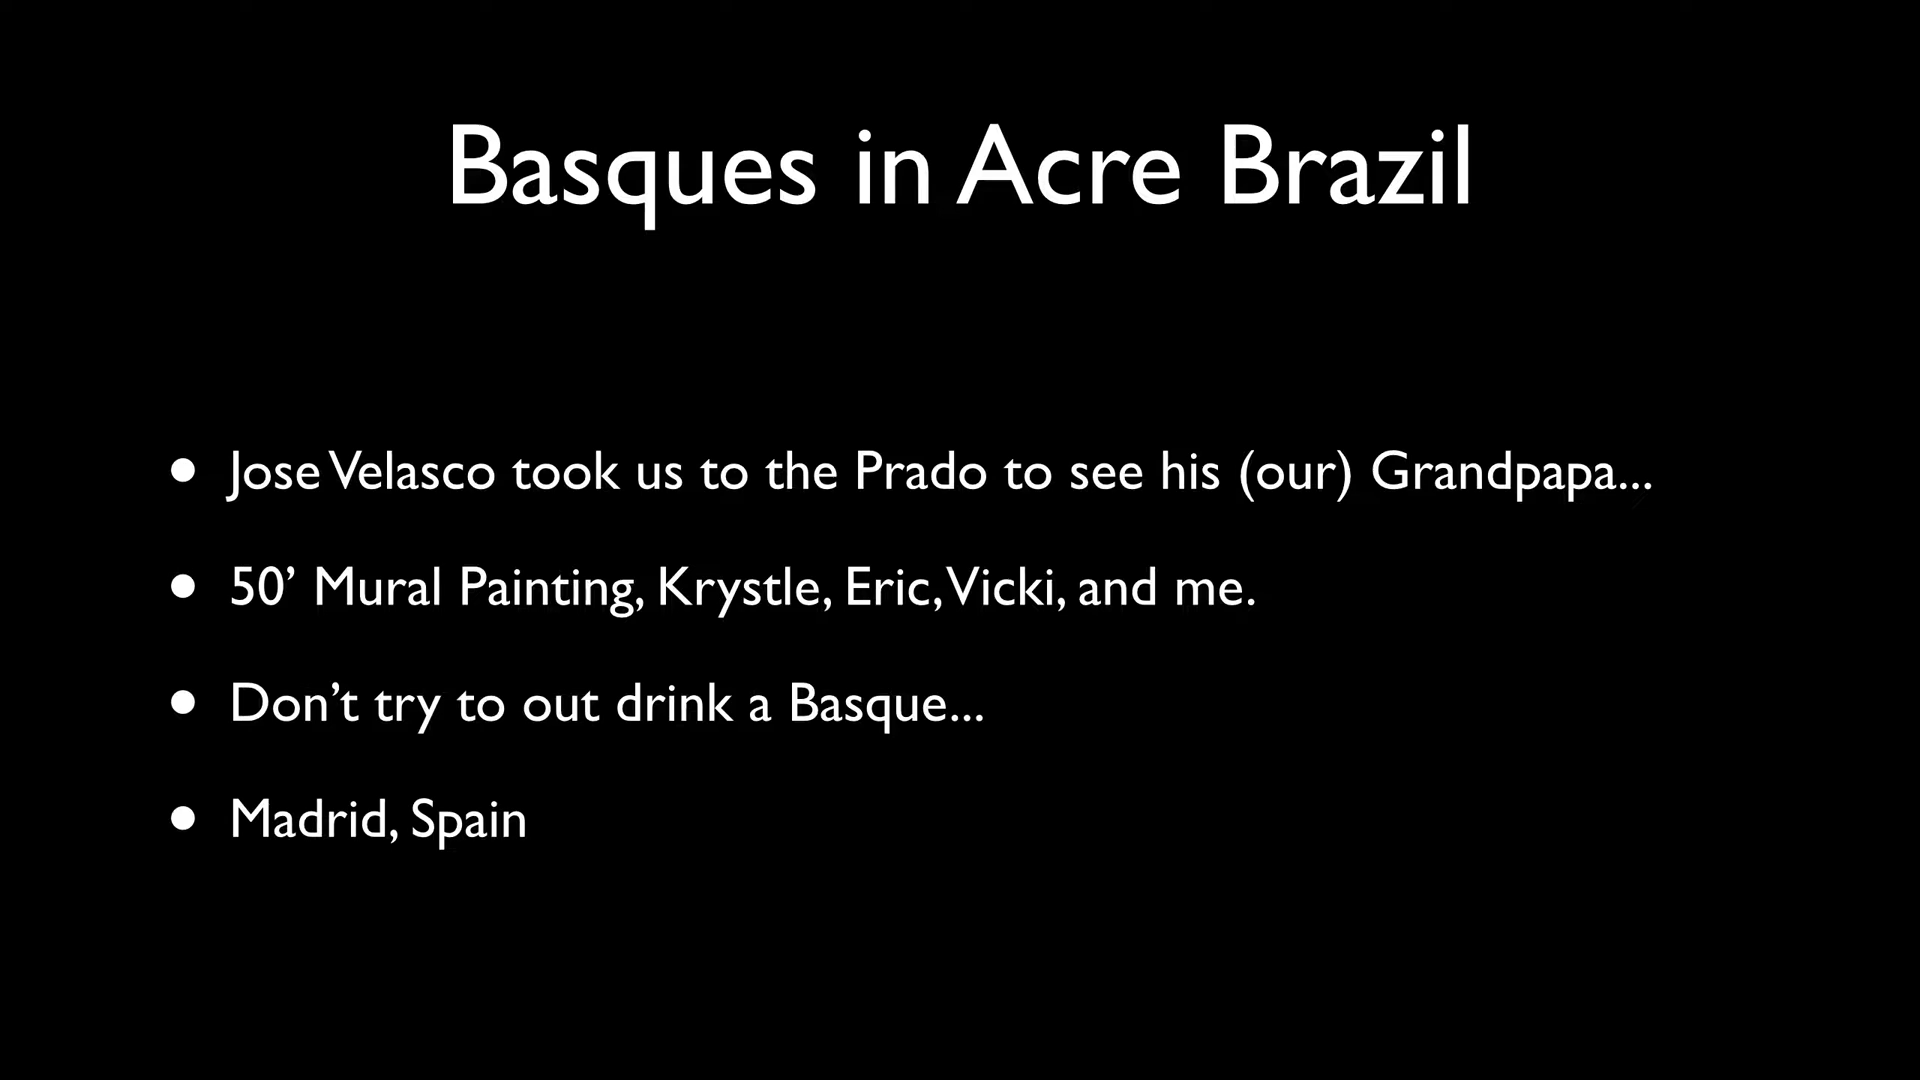 Basques in Acre Brazil
• Jose Velasco took us to the Prado to see his (our) Grandpapa...
• 50’ Mural Painting, Krystle, Eric, Vicki, and me.
• Don’t try to out drink a Basque...
• Madrid, Spain